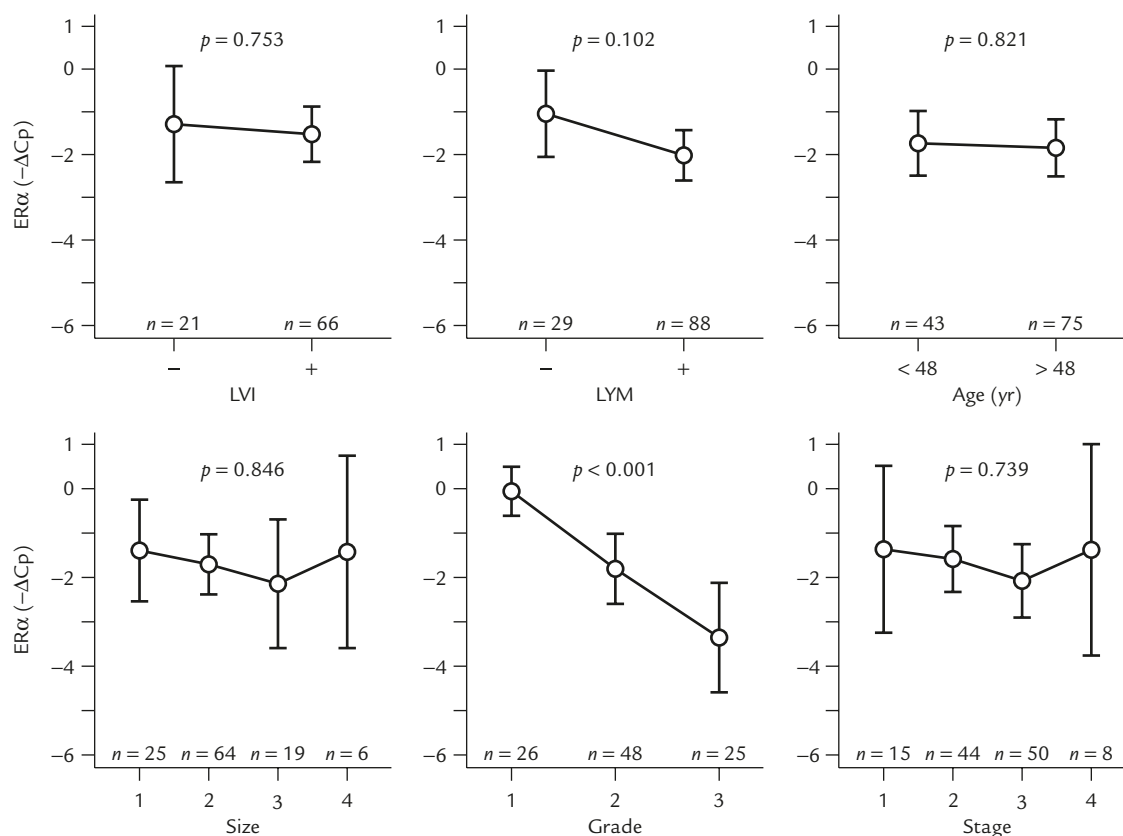 ERα (−ΔCp)
1
0
−2
−4
−6
p = 0.753
n = 21
n = 66
−
+
LVI
1
0
−2
−4
−6
p = 0.102
n = 29
n = 88
−
+
LYM
1
0
−2
−4
−6
p = 0.821
n = 43
n = 75
< 48
> 48
Age (yr)
ERα (−ΔCp)
1
0
−2
−4
−6
p = 0.846
n = 25
n = 64
n = 19
n = 6
1
2
3
4
Size
1
0
−2
−4
−6
p < 0.001
n = 26
n = 48
n = 25
1
2
3
Grade
1
0
−2
−4
−6
p = 0.739
n = 15
n = 44
n = 50
n = 8
1
2
3
4
Stage